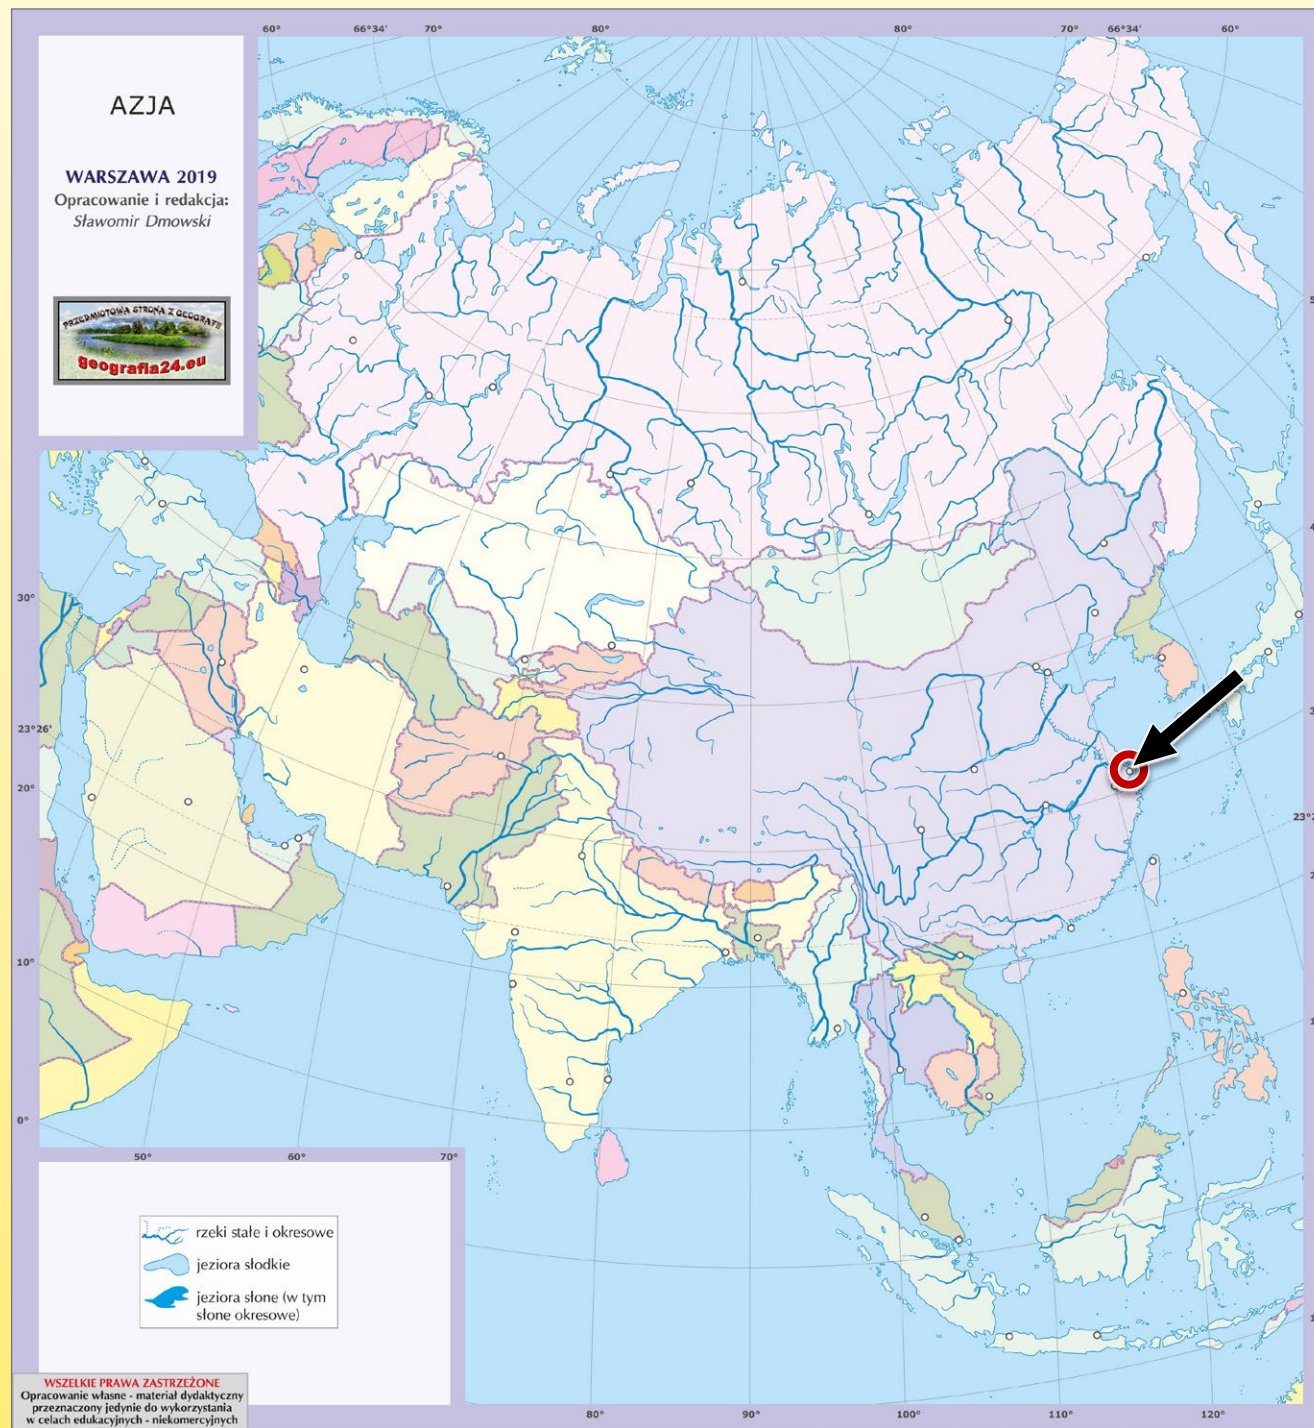 60° 66°34' 70° 80° 90° 80° 70° 66°34' 60°
AZJA
WARSZAWA 2019
Opracowanie i redakcja:
Sławomir Dmowski
PRZEDMIOTOWA STRONA Z GEOGRAFII
geografia24.eu
30°
23°26'
20°
10°
0°
50° 60° 70°
rzeki stałe i okresowe
jeziora słodkie
jeziora słone (w tym
słone okresowe)
WSZELKIE PRAWA ZASTRZEŻONE
Opracowanie własne - materiał dydaktyczny
przeznaczony jedynie do wykorzystania
w celach edukacyjnych - niekomercyjnych
80° 90° 100° 110° 120°